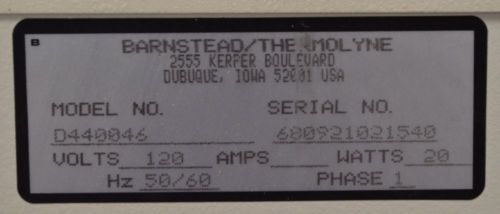 B
BARNSTEAD/THERMOLYNE
2555 KERPER BOULEVARD
DUBUQUE, IOWA 52001 USA
MODEL NO. SERIAL NO.
D440046 680921021540
VOLTS 120 AMPS WATTS 20
Hz 50/60 PHASE 1